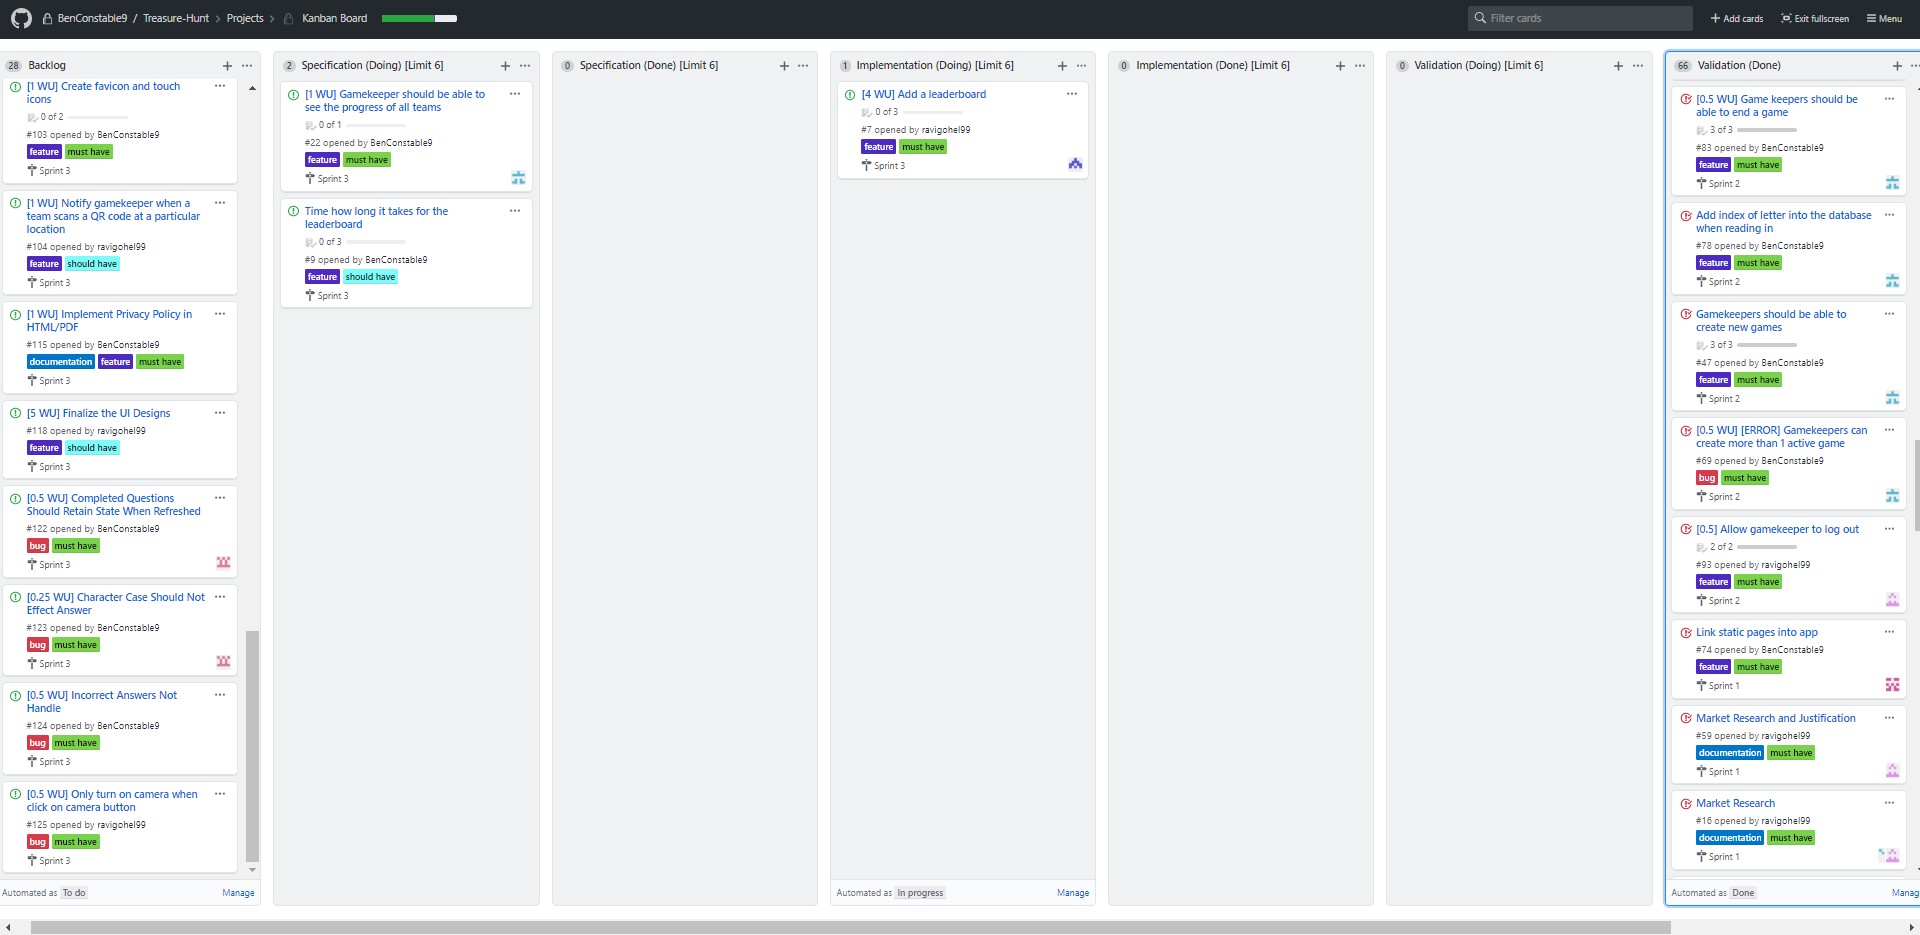 BenConstable9 / Treasure-Hunt > Projects > Kanban Board
Filter cards
Add cards
Exit fullscreen
Menu
28 Backlog
[1 WU] Create favicon and touch
icons
0 of 2
#103 opened by BenConstable9
feature must have
Sprint 3
[1 WU] Notify gamekeeper when a
team scans a QR code at a particular
location
#104 opened by ravigohel99
feature should have
Sprint 3
[1 WU] Implement Privacy Policy in
HTML/PDF
#115 opened by BenConstable9
documentation feature must have
Sprint 3
[5 WU] Finalize the UI Designs
#118 opened by ravigohel99
feature should have
Sprint 3
[0.5 WU] Completed Questions
Should Retain State When Refreshed
#122 opened by BenConstable9
bug must have
Sprint 3
[0.25 WU] Character Case Should Not
Effect Answer
#123 opened by BenConstable9
bug must have
Sprint 3
[0.5 WU] Incorrect Answers Not
Handle
#124 opened by BenConstable9
bug must have
Sprint 3
[0.5 WU] Only turn on camera when
click on camera button
#125 opened by ravigohel99
bug must have
Sprint 3
Automated as To do
Manage
2 Specification (Doing) [Limit 6]
[1 WU] Gamekeeper should be able to
see the progress of all teams
0 of 1
#22 opened by BenConstable9
feature must have
Sprint 3
Time how long it takes for the
leaderboard
0 of 3
#9 opened by BenConstable9
feature should have
Sprint 3
0 Specification (Done) [Limit 6]
1 Implementation (Doing) [Limit 6]
[4 WU] Add a leaderboard
0 of 3
#7 opened by ravigohel99
feature must have
Sprint 3
Automated as In progress
Manage
0 Implementation (Done) [Limit 6]
0 Validation (Doing) [Limit 6]
66 Validation (Done)
[0.5 WU] Game keepers should be
able to end a game
3 of 3
#83 opened by BenConstable9
feature must have
Sprint 2
Add index of letter into the database
when reading in
#78 opened by BenConstable9
feature must have
Sprint 2
Gamekeepers should be able to
create new games
3 of 3
#47 opened by BenConstable9
feature must have
Sprint 2
[0.5 WU] [ERROR] Gamekeepers can
create more than 1 active game
#69 opened by BenConstable9
bug must have
Sprint 2
[0.5] Allow gamekeeper to log out
2 of 2
#93 opened by ravigohel99
feature must have
Sprint 2
Link static pages into app
#74 opened by BenConstable9
feature must have
Sprint 1
Market Research and Justification
#59 opened by ravigohel99
documentation must have
Sprint 1
Market Research
#16 opened by ravigohel99
documentation must have
Sprint 1
Automated as Done
Manag